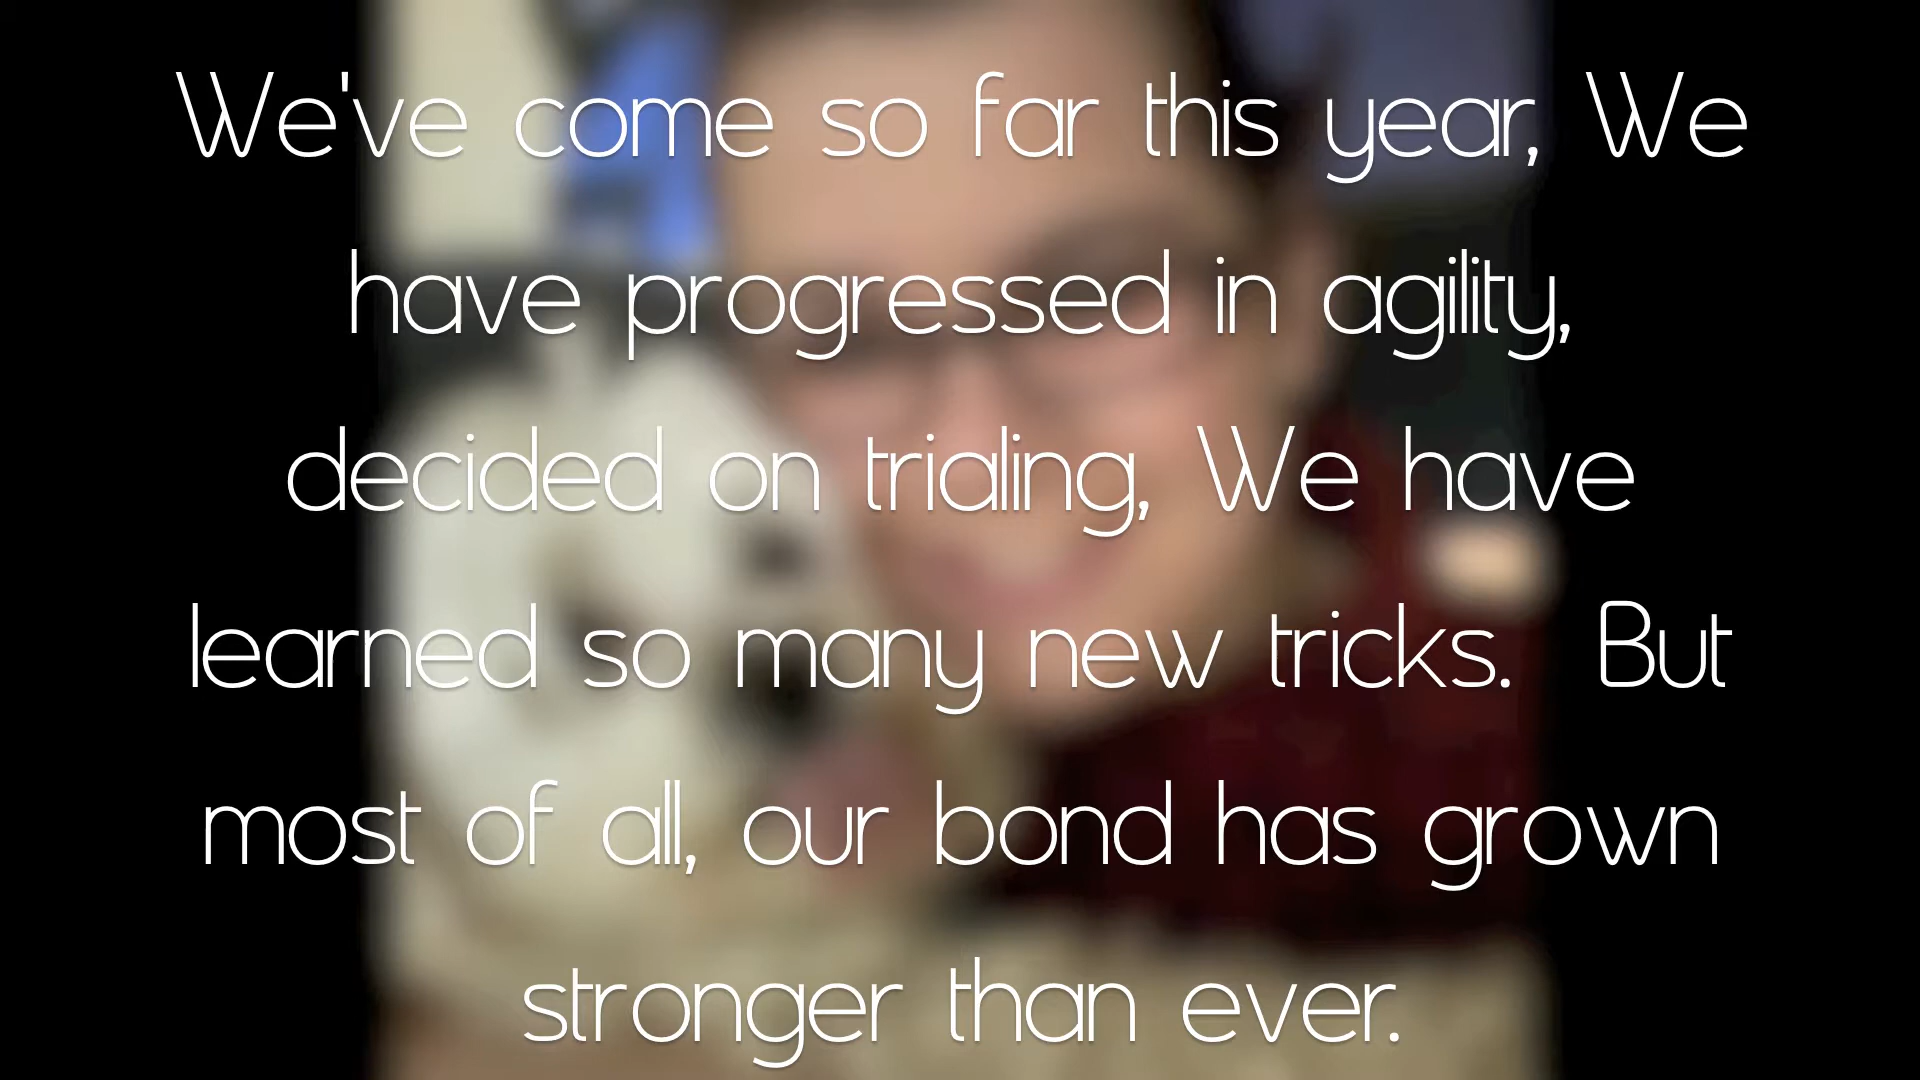 We've come so far this year, We
have progressed in agility,
decided on trialing, We have
learned so many new tricks.  But
most of all, our bond has grown
stronger than ever.